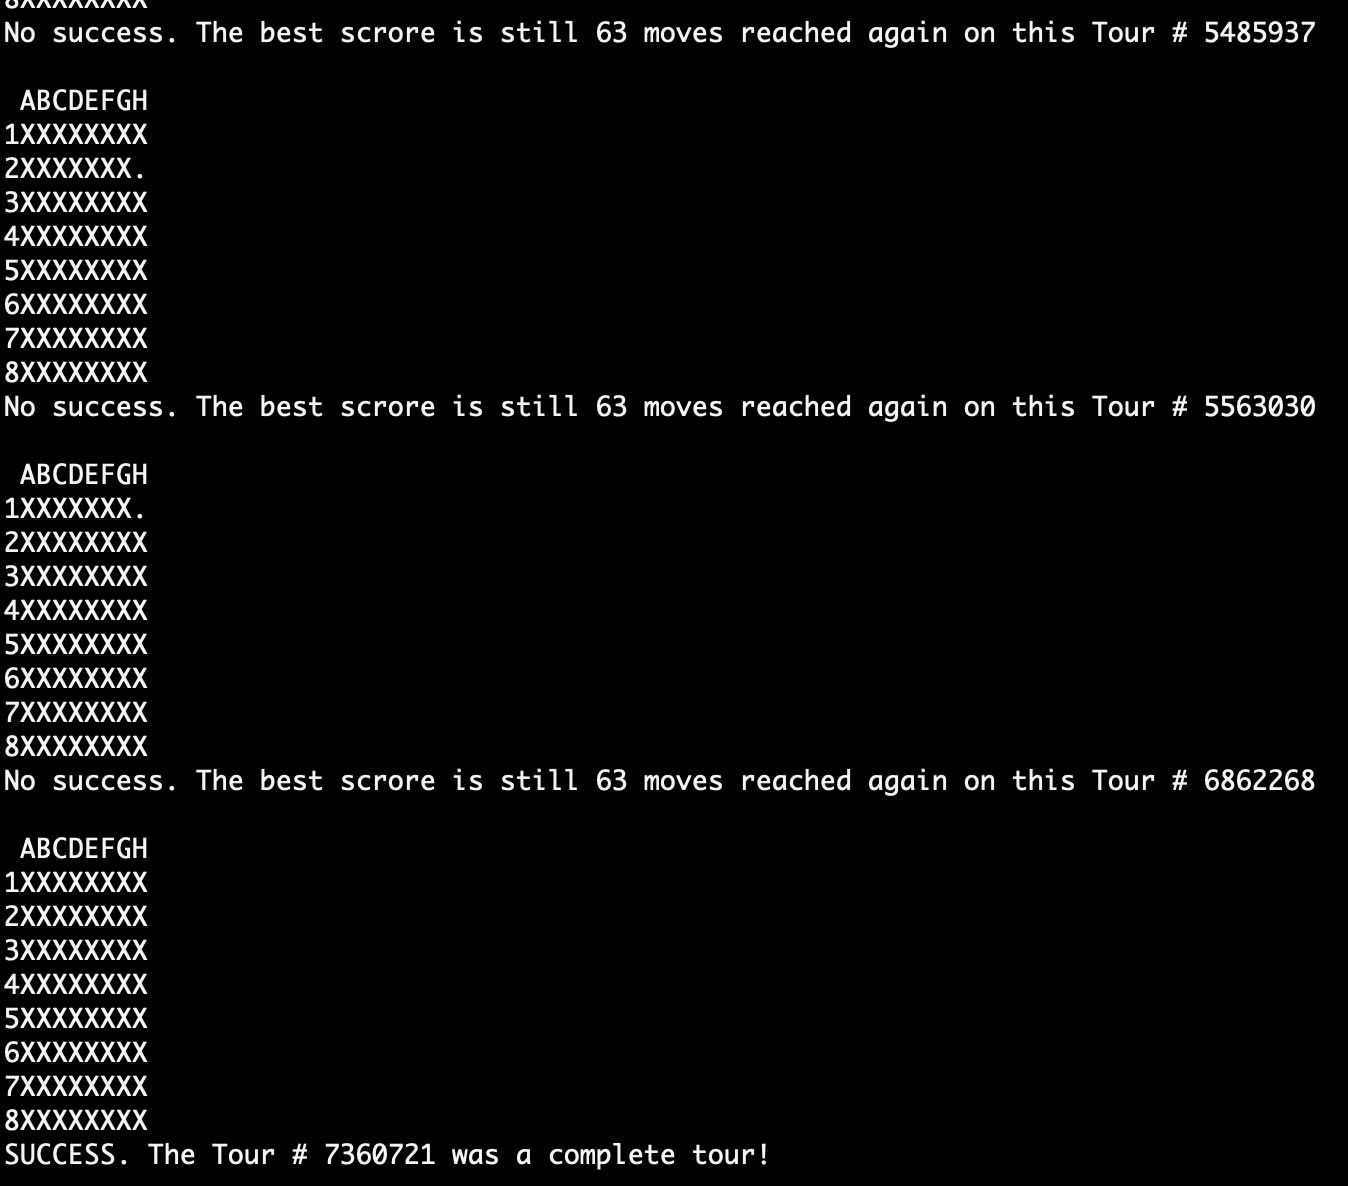 8XXXXXXXX
No success. The best scrore is still 63 moves reached again on this Tour # 5485937
ABCDEFGH
1XXXXXXXX
2XXXXXXX.
3XXXXXXXX
4XXXXXXXX
5XXXXXXXX
6XXXXXXXX
7XXXXXXXX
8XXXXXXXX
No success. The best scrore is still 63 moves reached again on this Tour # 5563030
ABCDEFGH
1XXXXXXX.
2XXXXXXXX
3XXXXXXXX
4XXXXXXXX
5XXXXXXXX
6XXXXXXXX
7XXXXXXXX
8XXXXXXXX
No success. The best scrore is still 63 moves reached again on this Tour # 6862268
ABCDEFGH
1XXXXXXXX
2XXXXXXXX
3XXXXXXXX
4XXXXXXXX
5XXXXXXXX
6XXXXXXXX
7XXXXXXXX
8XXXXXXXX
SUCCESS. The Tour # 7360721 was a complete tour!